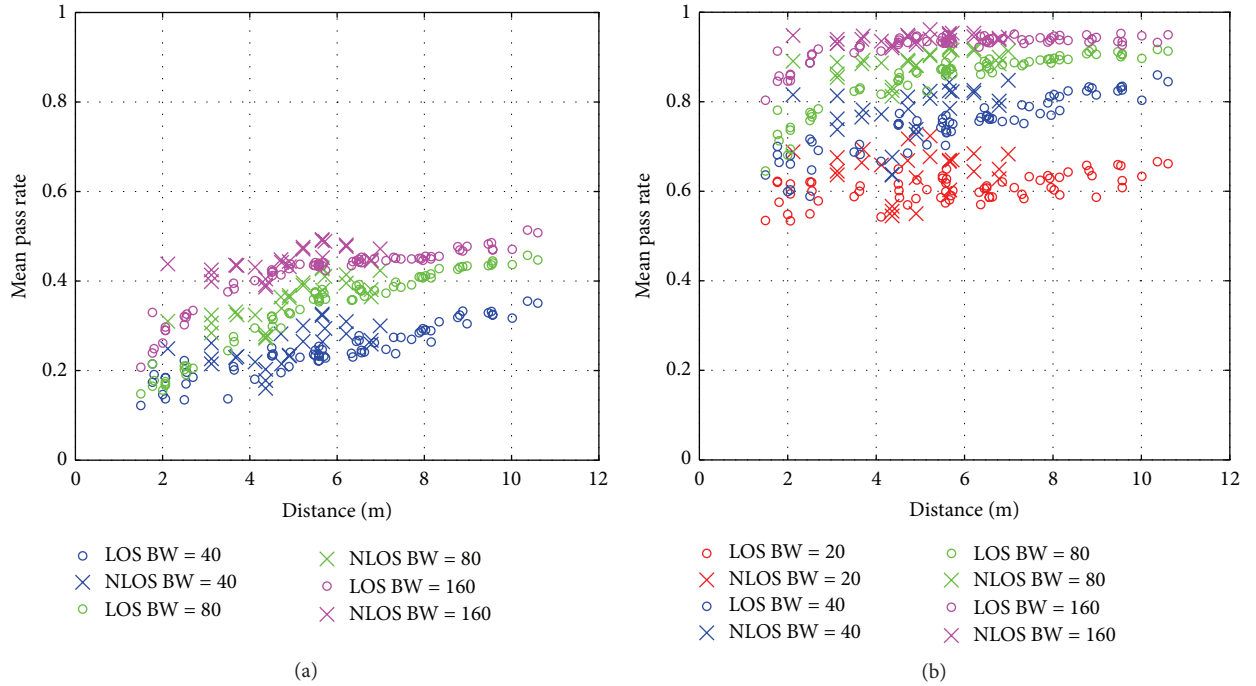 1
0.8
0.6
0.4
0.2
0
Mean pass rate
0 2 4 6 8 10 12
Distance (m)
LOS BW = 40
NLOS BW = 40
LOS BW = 80
NLOS BW = 80
LOS BW = 160
NLOS BW = 160
(a)
1
0.8
0.6
0.4
0.2
0
Mean pass rate
0 2 4 6 8 10 12
Distance (m)
LOS BW = 20
NLOS BW = 20
LOS BW = 40
NLOS BW = 40
LOS BW = 80
NLOS BW = 80
LOS BW = 160
NLOS BW = 160
(b)